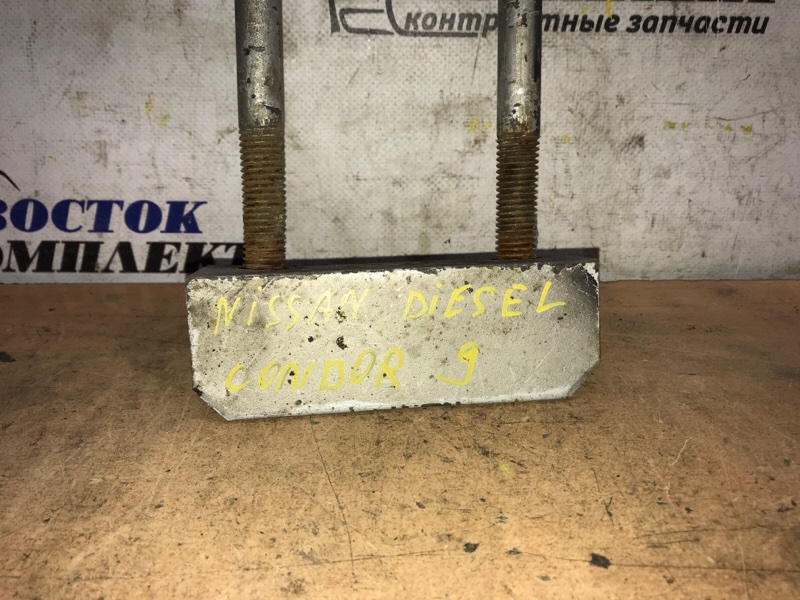 контрактные запчасти
ВОСТОК
КОМПЛЕКТ
NISSAN DIESEL
CONDOR 9